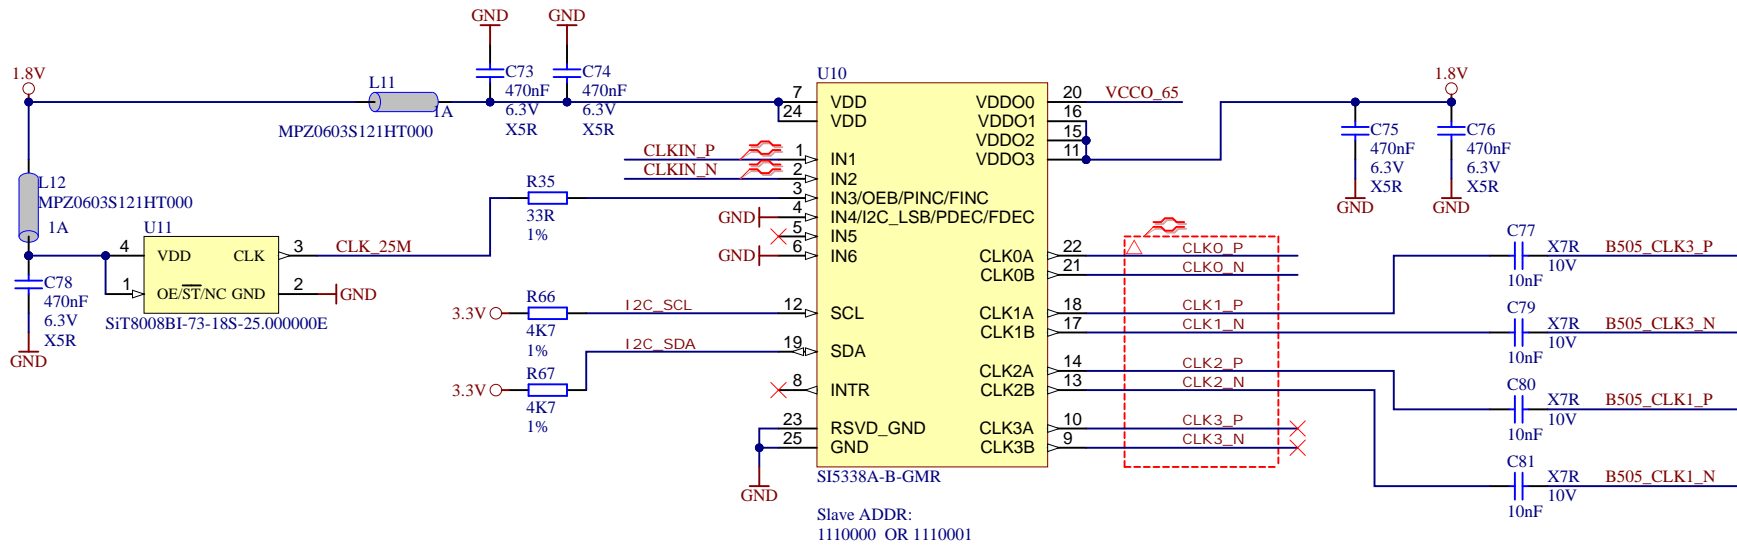 GND
GND
1.8V
L11
1A
MPZ0603S121HT000
C73
470nF
6.3V
X5R
C74
470nF
6.3V
X5R
L12
MPZ0603S121HT000
1A
U11
4
VDD
CLK
3
CLK_25M
1
OE/ST/NC
GND
2
GND
SiT8008BI-73-18S-25.000000E
C78
470nF
6.3V
X5R
GND
CLKIN_P
CLKIN_N
R35
33R
1%
GND
GND
3.3V
R66
4K7
1%
I2C_SCL
3.3V
R67
4K7
1%
I2C_SDA
GND
U10
7
VDD
24
VDD
1
IN1
2
IN2
3
IN3/OEB/PINC/FINC
4
IN4/I2C_LSB/PDEC/FDEC
5
IN5
6
IN6
12
SCL
19
SDA
8
INTR
23
RSVD_GND
25
GND
VDDO0
20
VCCO_65
VDDO1
16
VDDO2
15
VDDO3
11
CLK0A
22
CLK0_P
CLK0B
21
CLK0_N
CLK1A
18
CLK1_P
CLK1B
17
CLK1_N
CLK2A
14
CLK2_P
CLK2B
13
CLK2_N
CLK3A
10
CLK3_P
CLK3B
9
CLK3_N
SI5338A-B-GMR
Slave ADDR:
1110000 OR 1110001
1.8V
C75
470nF
6.3V
X5R
GND
C76
470nF
6.3V
X5R
GND
C77
X7R
10V
10nF
B505_CLK3_P
C79
X7R
10V
10nF
B505_CLK3_N
C80
X7R
10V
10nF
B505_CLK1_P
C81
X7R
10V
10nF
B505_CLK1_N